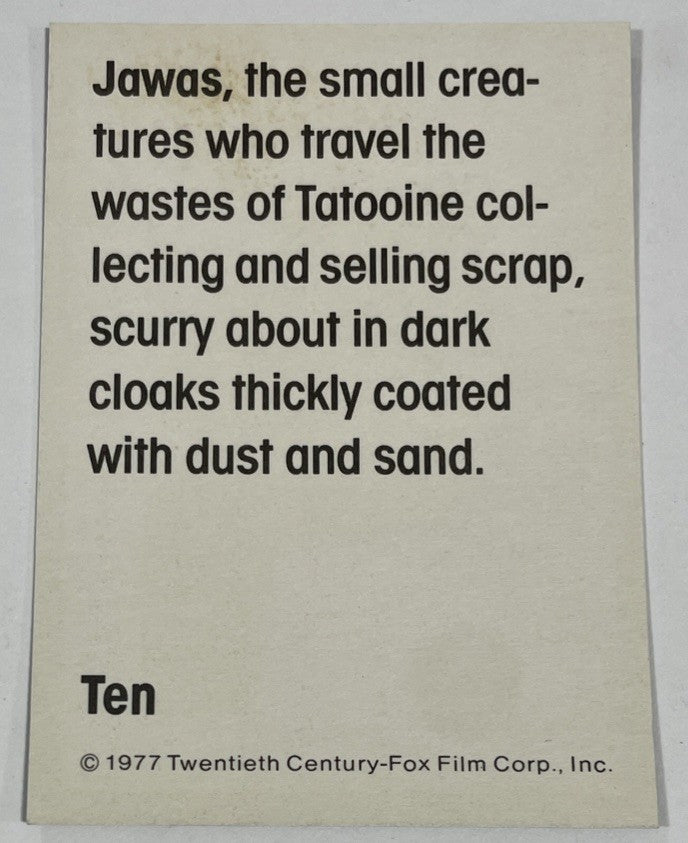 Jawas, the small crea-
tures who travel the
wastes of Tatooine col-
lecting and selling scrap,
scurry about in dark
cloaks thickly coated
with dust and sand.
Ten
© 1977 Twentieth Century-Fox Film Corp., Inc.